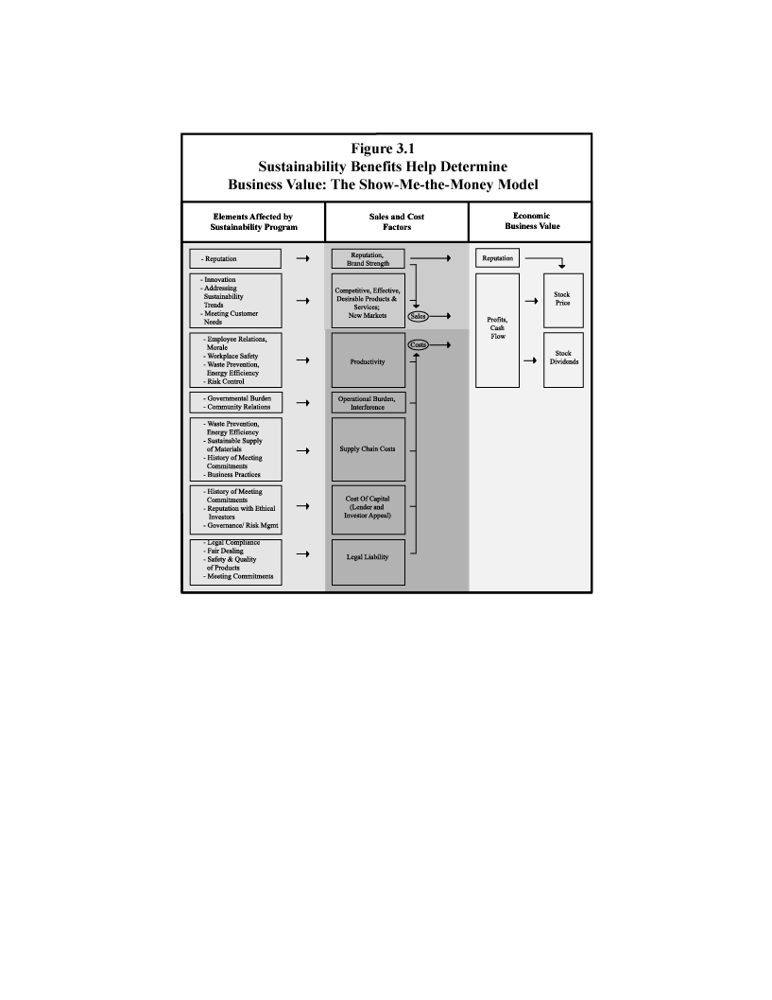 Figure 3.1
Sustainability Benefits Help Determine
Business Value: The Show-Me-the-Money Model
Elements Affected by
Sustainability Program
Sales and Cost
Factors
Economic
Business Value
- Reputation
Reputation,
Brand Strength
Reputation
- Innovation
- Addressing
Sustainability
Trends
- Meeting Customer
Needs
Competitive, Effective,
Desirable Products &
Services;
New Markets
Sales
Profits,
Cash
Flow
Stock
Price
- Employee Relations,
Morale
- Workplace Safety
- Waste Prevention,
Energy Efficiency
- Risk Control
Productivity
Costs
Stock
Dividends
- Governmental Burden
- Community Relations
Operational Burden,
Interference
- Waste Prevention,
Energy Efficiency
- Sustainable Supply
of Materials
- History of Meeting
Commitments
- Business Practices
Supply Chain Costs
- History of Meeting
Commitments
- Reputation with Ethical
Investors
- Governance/ Risk Mgmt
Cost Of Capital
(Lender and
Investor Appeal)
- Legal Compliance
- Fair Dealing
- Safety & Quality
of Products
- Meeting Commitments
Legal Liability